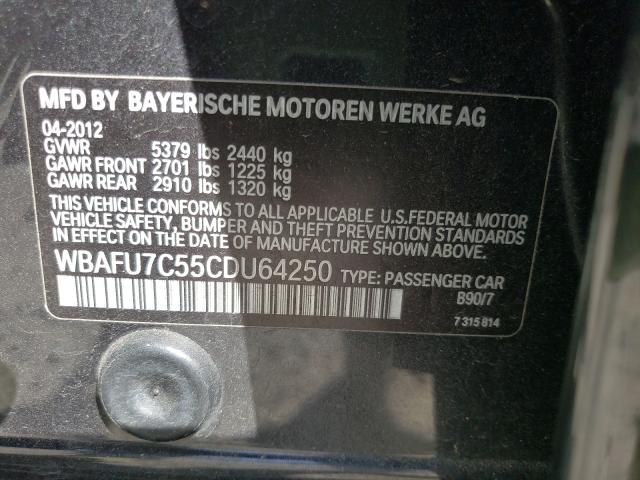 MFD BY BAYERISCHE MOTOREN WERKE AG
04-2012
GVWR 5379 lbs 2440 kg
GAWR FRONT 2701 lbs 1225 kg
GAWR REAR 2910 lbs 1320 kg
THIS VEHICLE CONFORMS TO ALL APPLICABLE U.S.FEDERAL MOTOR
VEHICLE SAFETY, BUMPER AND THEFT PREVENTION STANDARDS
IN EFFECT ON THE DATE OF MANUFACTURE SHOWN ABOVE.
WBAFU7C55CDU64250 TYPE: PASSENGER CAR
B90/7
7 315 814